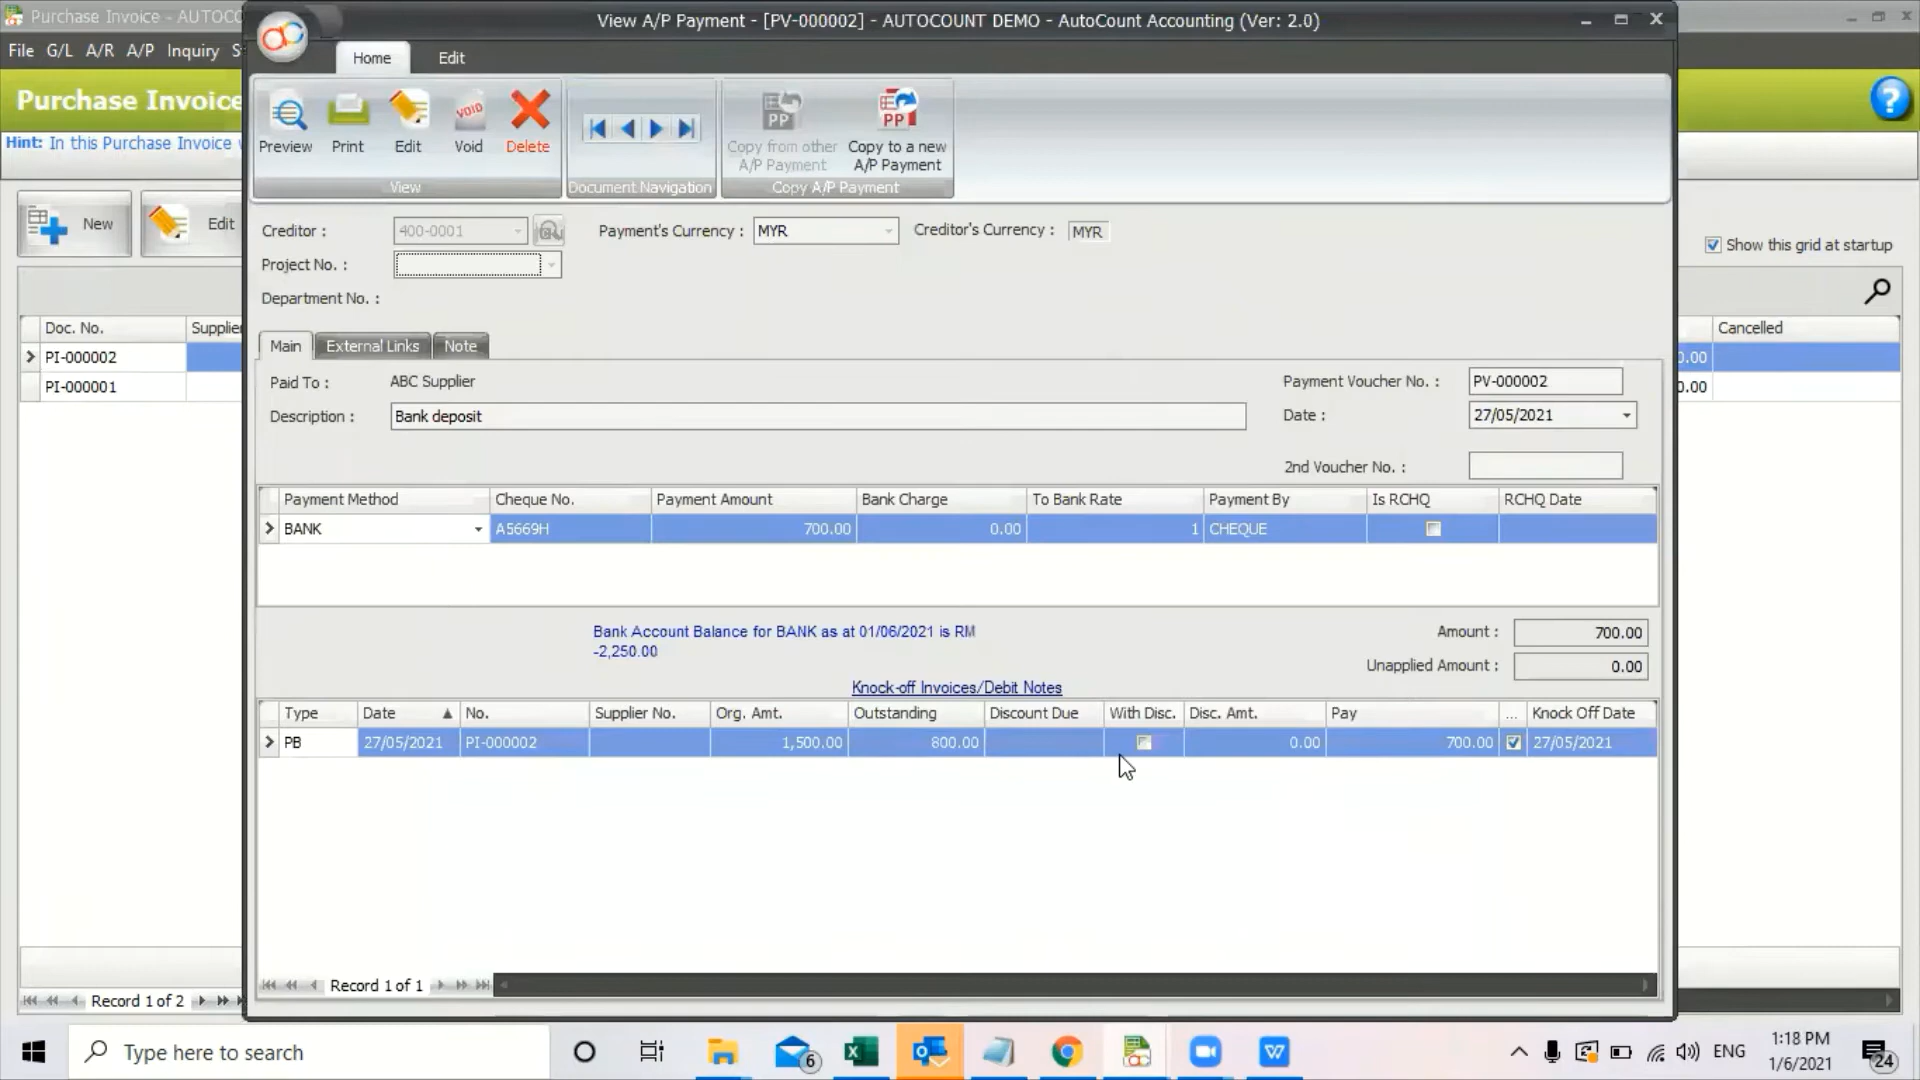 Purchase Invoice - AUTOCO
View A/P Payment - [PV-000002] - AUTOCOUNT DEMO - AutoCount Accounting (Ver: 2.0)
File G/L A/R A/P Inquiry S
Home Edit
Purchase Invoice
Hint: In this Purchase Invoice
Preview Print Edit VOID Void Delete
PP Copy from other A/P Payment
PP Copy to a new A/P Payment
View Document Navigation Copy A/P Payment
New Edit
Creditor : 400-0001 Payment's Currency : MYR Creditor's Currency : MYR
Show this grid at startup
Project No. :
Department No. :
Doc. No. Supplier Cancelled
Main External Links Note
PI-000002 0.00
PI-000001 0.00
Paid To : ABC Supplier Payment Voucher No. : PV-000002
Description : Bank deposit Date : 27/05/2021
2nd Voucher No. :
Payment Method Cheque No. Payment Amount Bank Charge To Bank Rate Payment By Is RCHQ RCHQ Date
BANK A5669H 700.00 0.00 1 CHEQUE
Bank Account Balance for BANK as at 01/06/2021 is RM
-2,250.00
Amount : 700.00
Unapplied Amount : 0.00
Knock-off Invoices/Debit Notes
Type Date No. Supplier No. Org. Amt. Outstanding Discount Due With Disc. Disc. Amt. Pay ... Knock Off Date
PB 27/05/2021 PI-000002 1,500.00 800.00 0.00 700.00 27/05/2021
Record 1 of 1
Record 1 of 2
Type here to search
6
ENG
1:18 PM
1/6/2021
24